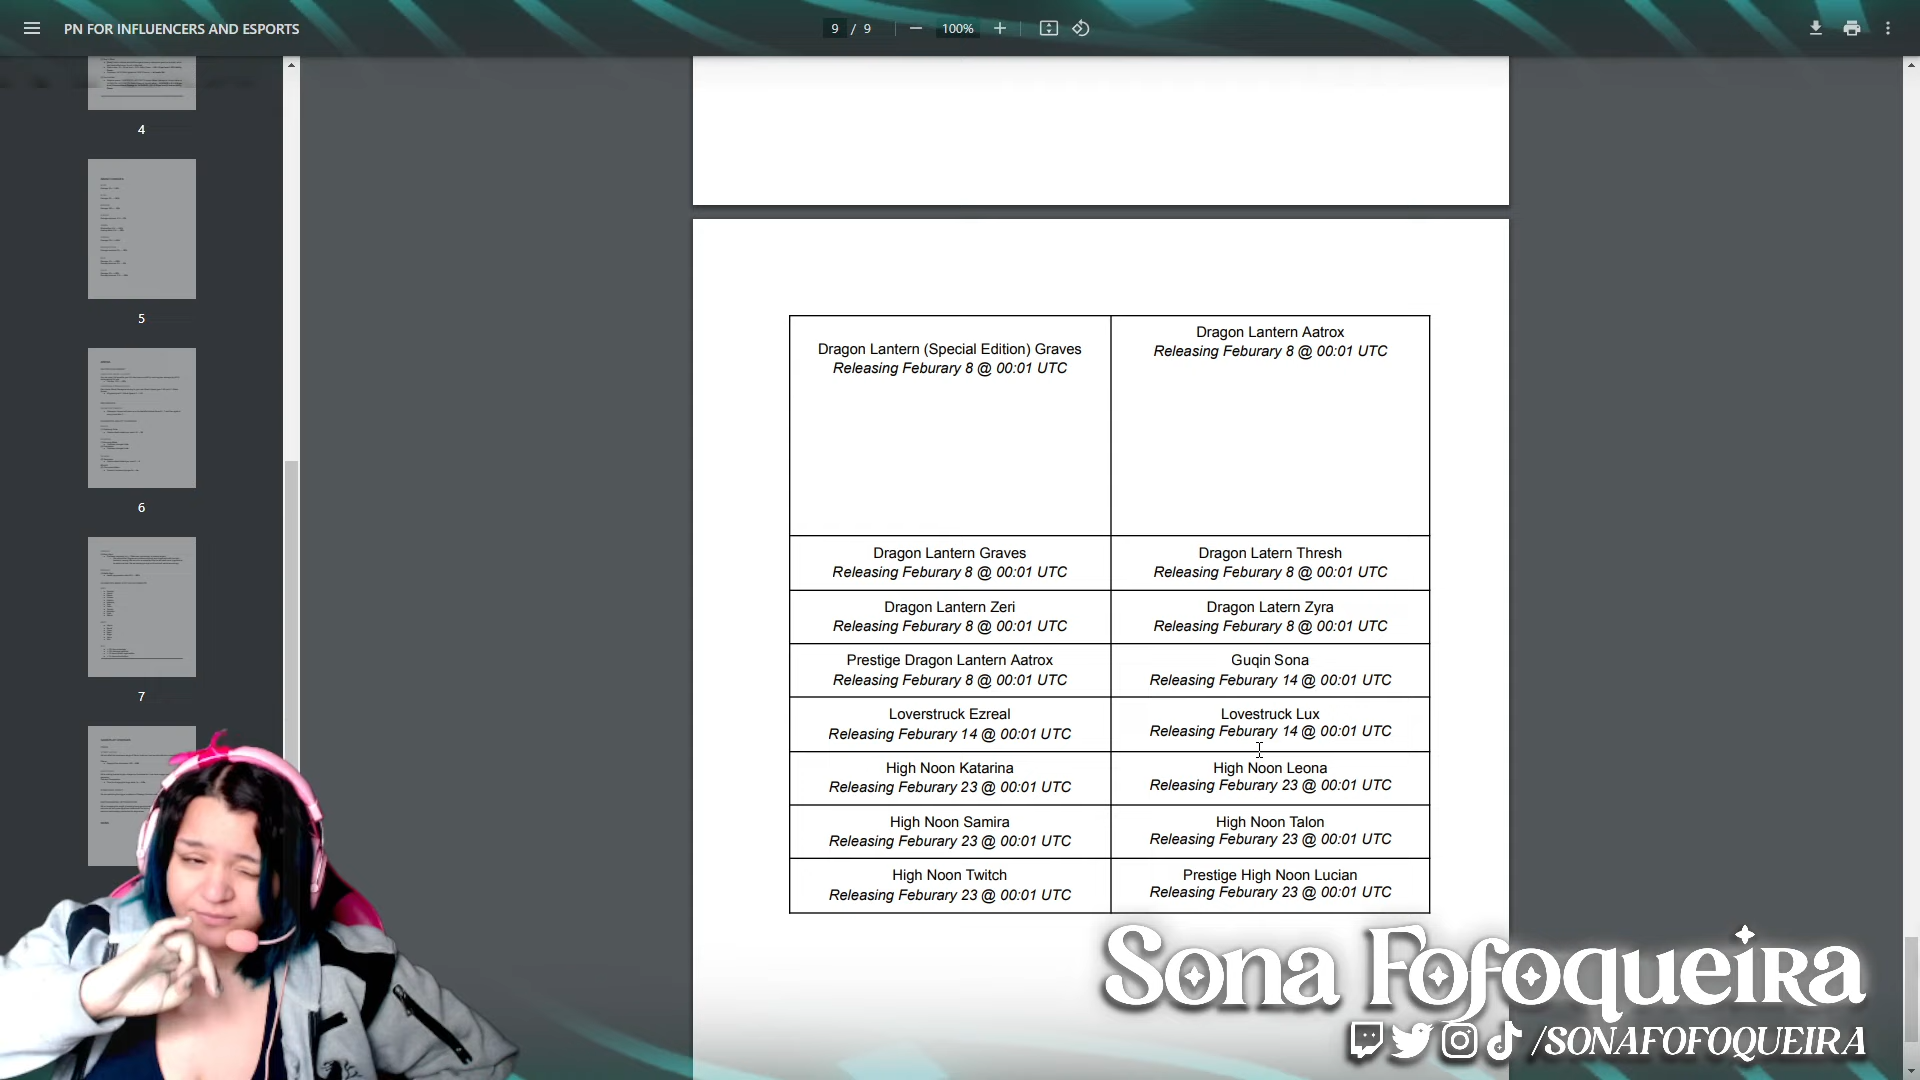 PN FOR INFLUENCERS AND ESPORTS
9 / 9
100%
4
5
6
7
Dragon Lantern (Special Edition) Graves
Releasing Feburary 8 @ 00:01 UTC
Dragon Lantern Aatrox
Releasing Feburary 8 @ 00:01 UTC
Dragon Lantern Graves
Releasing Feburary 8 @ 00:01 UTC
Dragon Latern Thresh
Releasing Feburary 8 @ 00:01 UTC
Dragon Lantern Zeri
Releasing Feburary 8 @ 00:01 UTC
Dragon Latern Zyra
Releasing Feburary 8 @ 00:01 UTC
Prestige Dragon Lantern Aatrox
Releasing Feburary 8 @ 00:01 UTC
Guqin Sona
Releasing Feburary 14 @ 00:01 UTC
Loverstruck Ezreal
Releasing Feburary 14 @ 00:01 UTC
Lovestruck Lux
Releasing Feburary 14 @ 00:01 UTC
High Noon Katarina
Releasing Feburary 23 @ 00:01 UTC
High Noon Leona
Releasing Feburary 23 @ 00:01 UTC
High Noon Samira
Releasing Feburary 23 @ 00:01 UTC
High Noon Talon
Releasing Feburary 23 @ 00:01 UTC
High Noon Twitch
Releasing Feburary 23 @ 00:01 UTC
Prestige High Noon Lucian
Releasing Feburary 23 @ 00:01 UTC
Sona Fofoqueira
/SONAFOFOQUEIRA